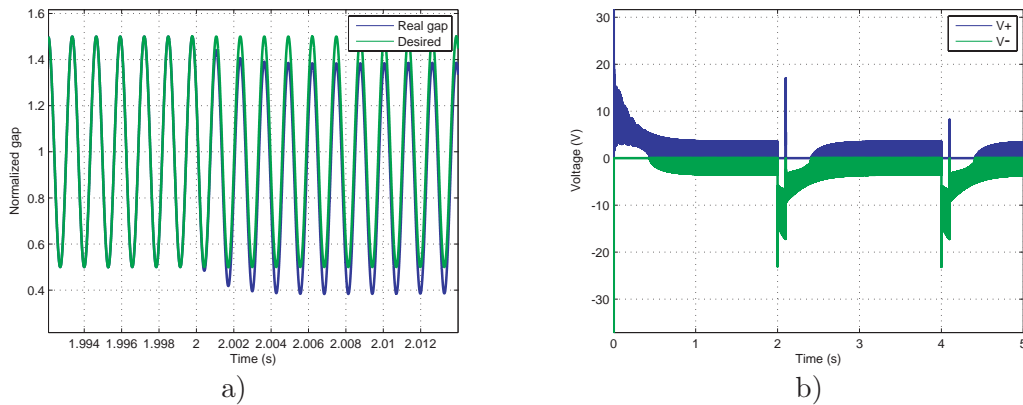 1.6
1.4
1.2
1
0.8
0.6
0.4
Normalized gap
Real gap
Desired
1.994 1.996 1.998 2 2.002 2.004 2.006 2.008 2.01 2.012
Time (s)
a)
30
20
10
0
-10
-20
-30
Voltage (V)
V+
V-
0 1 2 3 4 5
Time (s)
b)